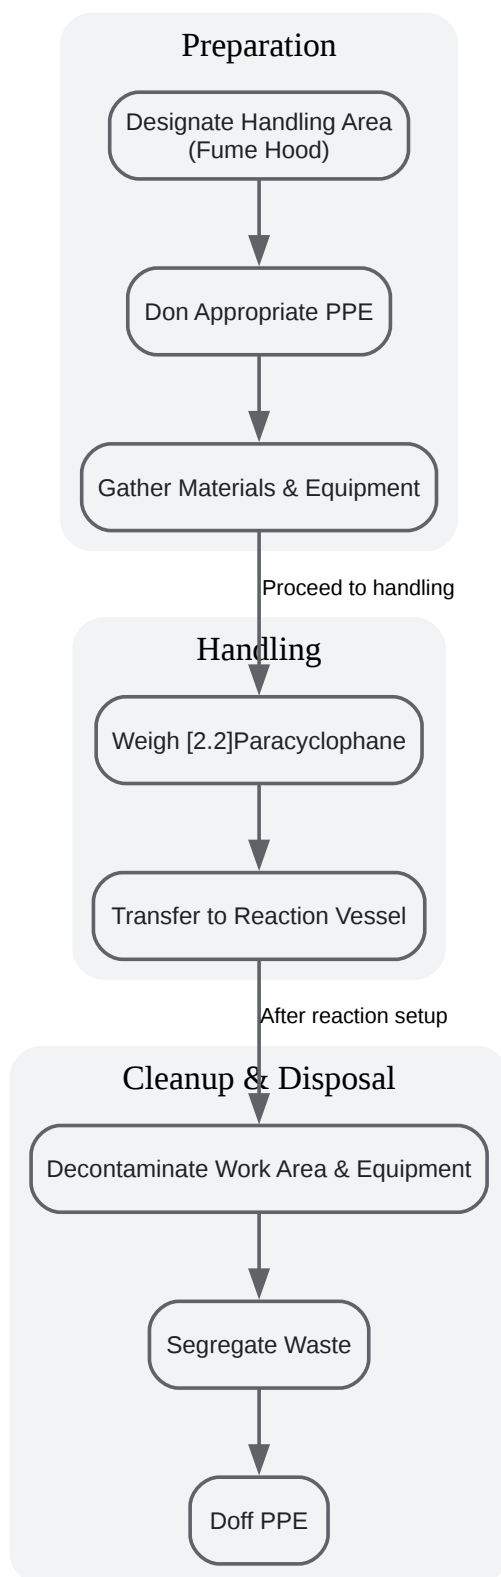 Preparation
Designate Handling Area
(Fume Hood)
Don Appropriate PPE
Gather Materials & Equipment
Proceed to handling
Handling
Weigh [2.2]Paracyclophane
Transfer to Reaction Vessel
After reaction setup
Cleanup & Disposal
Decontaminate Work Area & Equipment
Segregate Waste
Doff PPE